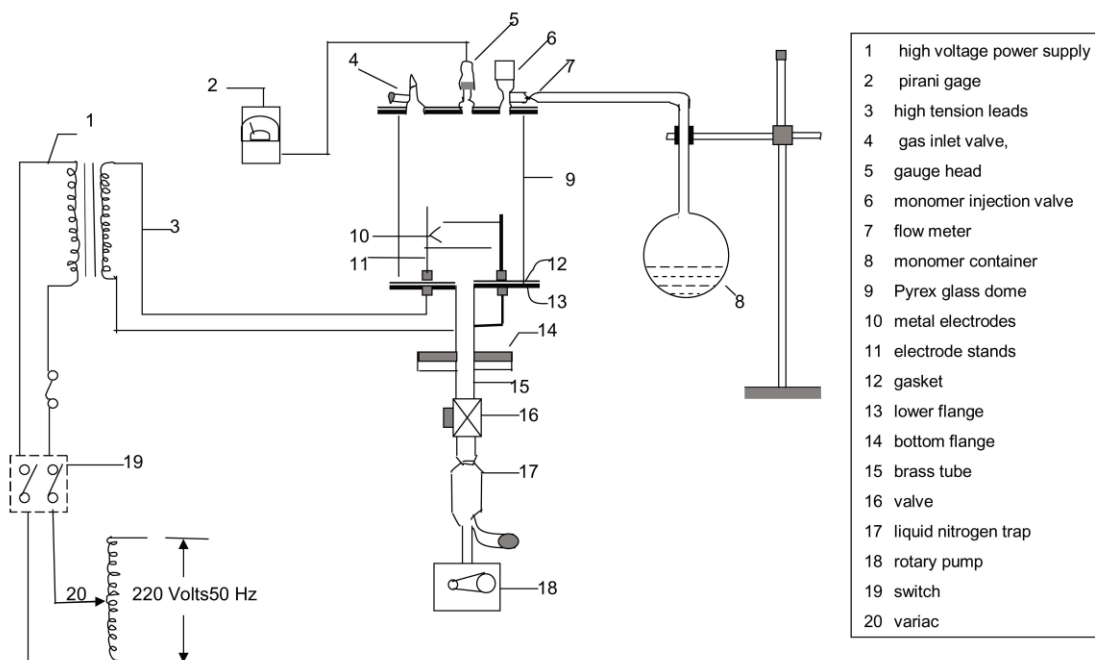 5
6
4
7
2
1
9
3
10
11
12
13
8
14
15
16
19
17
20
220 Volts50 Hz
18
1 high voltage power supply
2 pirani gage
3 high tension leads
4 gas inlet valve,
5 gauge head
6 monomer injection valve
7 flow meter
8 monomer container
9 Pyrex glass dome
10 metal electrodes
11 electrode stands
12 gasket
13 lower flange
14 bottom flange
15 brass tube
16 valve
17 liquid nitrogen trap
18 rotary pump
19 switch
20 variac